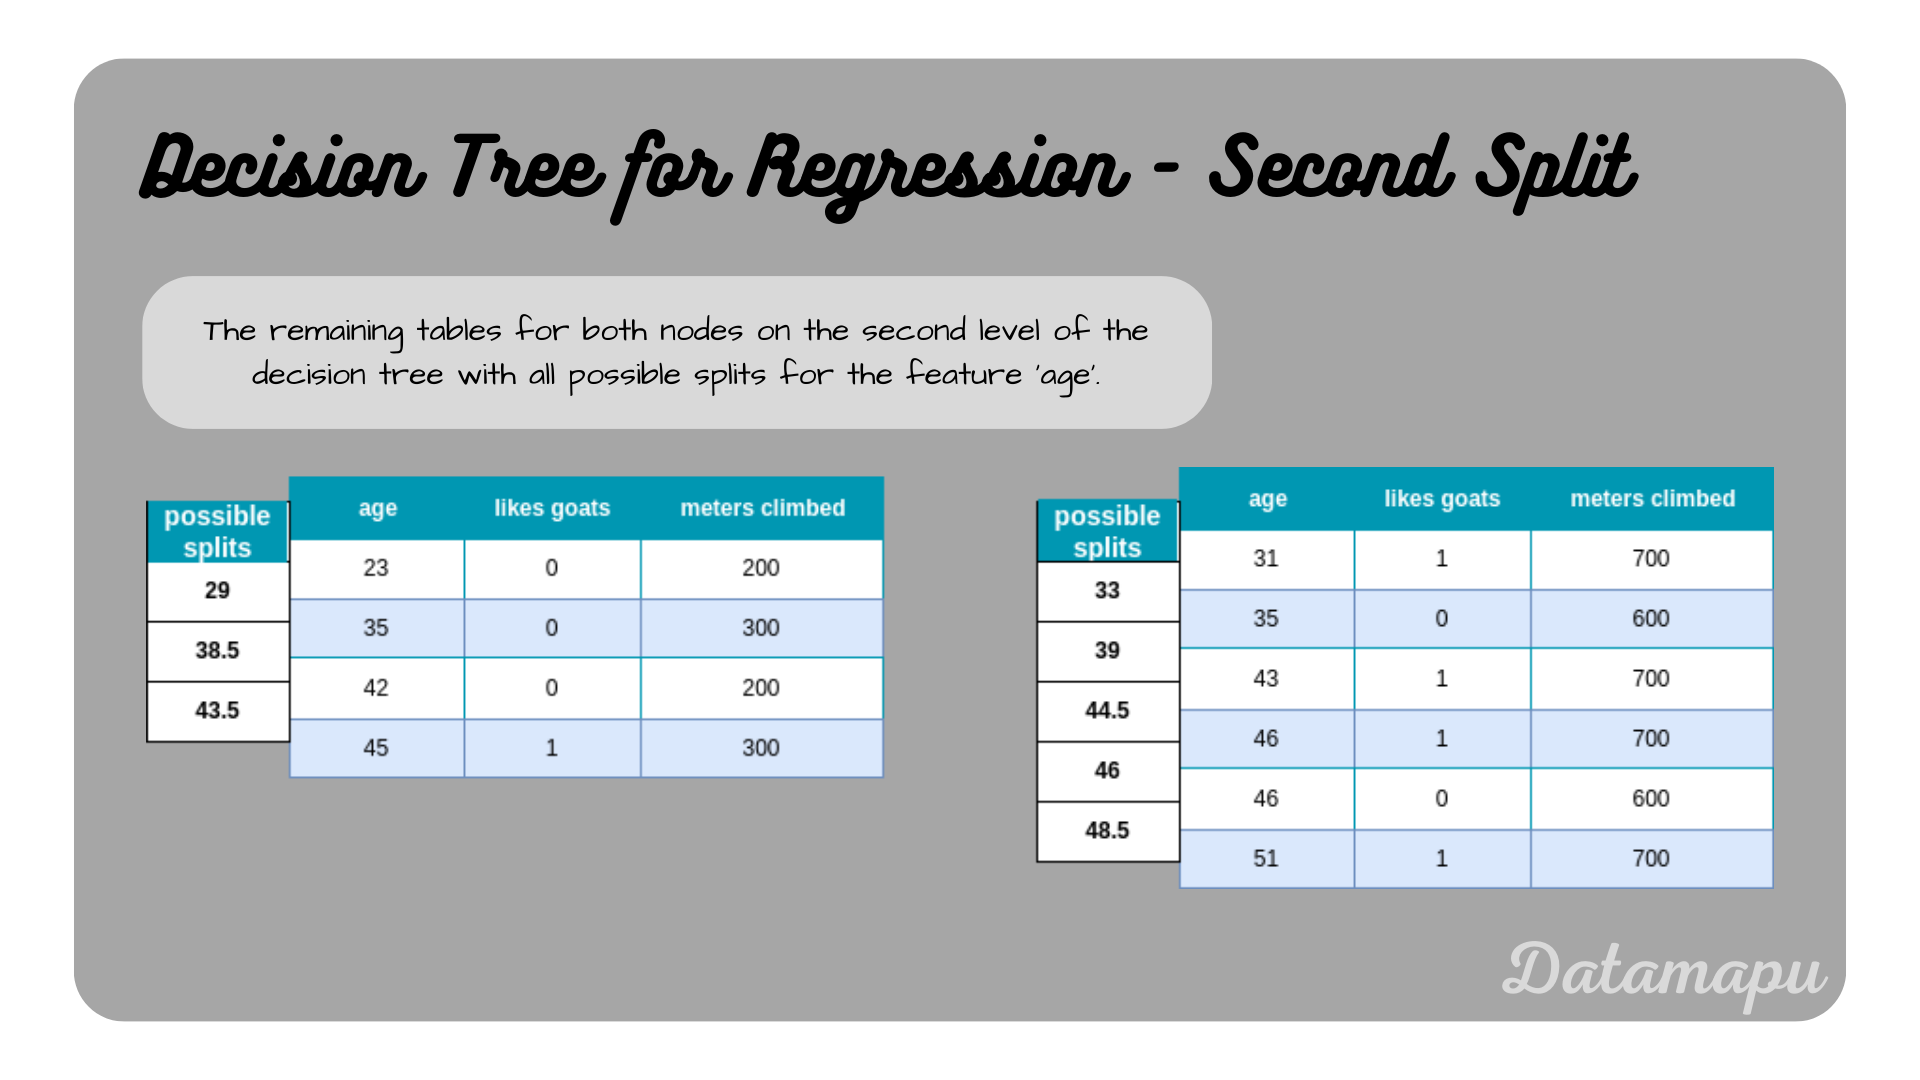 Decision Tree for Regression - Second Split
The remaining tables for both nodes on the second level of the
decision tree with all possible splits for the feature 'age'.
possible
splits
29
38.5
43.5
age likes goats meters climbed
23 0 200
35 0 300
42 0 200
45 1 300
possible
splits
33
39
44.5
46
48.5
age likes goats meters climbed
31 1 700
35 0 600
43 1 700
46 1 700
46 0 600
51 1 700
Datamapu